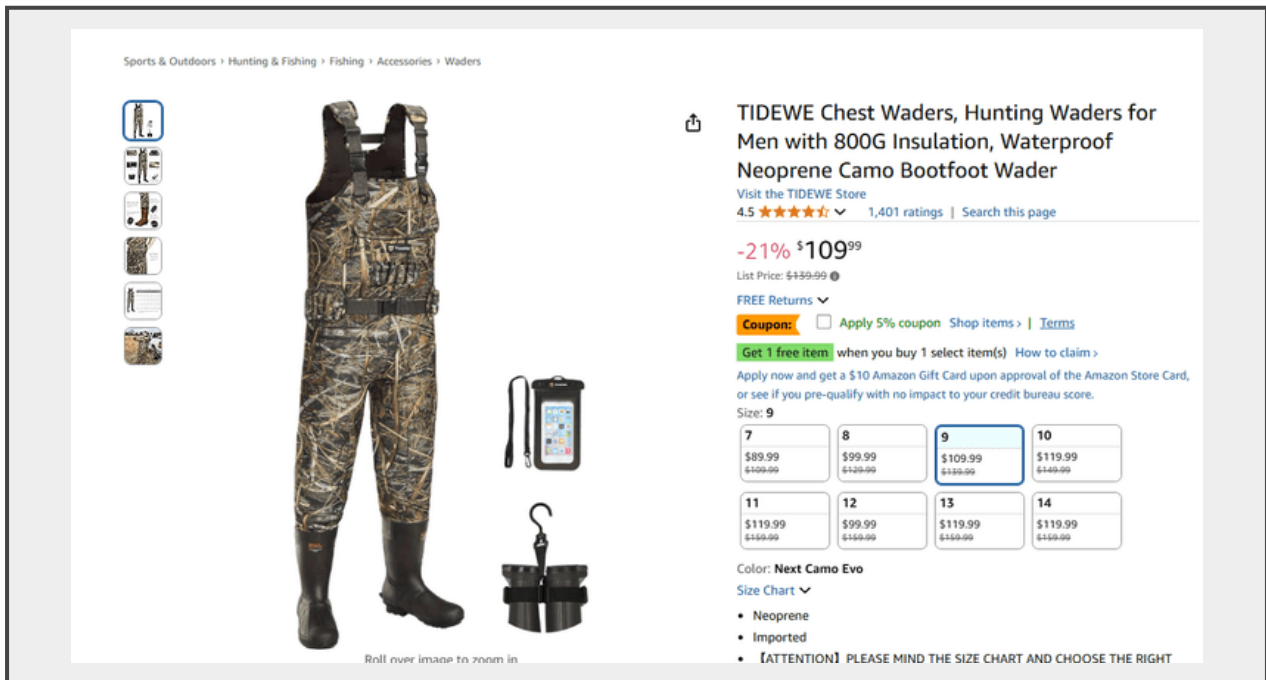 Sports & Outdoors › Hunting & Fishing › Fishing › Accessories › Waders
TIDEWE Chest Waders, Hunting Waders for
Men with 800G Insulation, Waterproof
Neoprene Camo Bootfoot Wader
Visit the TIDEWE Store
4.5 1,401 ratings | Search this page
-21% $10999
List Price: $139.99
FREE Returns
Coupon: Apply 5% coupon Shop items › | Terms
Get 1 free item when you buy 1 select item(s) How to claim ›
Apply now and get a $10 Amazon Gift Card upon approval of the Amazon Store Card,
or see if you pre-qualify with no impact to your credit bureau score.
Size: 9
7 8 9 10
$89.99 $99.99 $109.99 $119.99
$109.99 $129.99 $139.99 $149.99
11 12 13 14
$119.99 $99.99 $119.99 $119.99
$159.99 $159.99 $159.99 $159.99
Color: Next Camo Evo
Size Chart
• Neoprene
• Imported
• 【ATTENTION】PLEASE MIND THE SIZE CHART AND CHOOSE THE RIGHT
Roll over image to zoom in